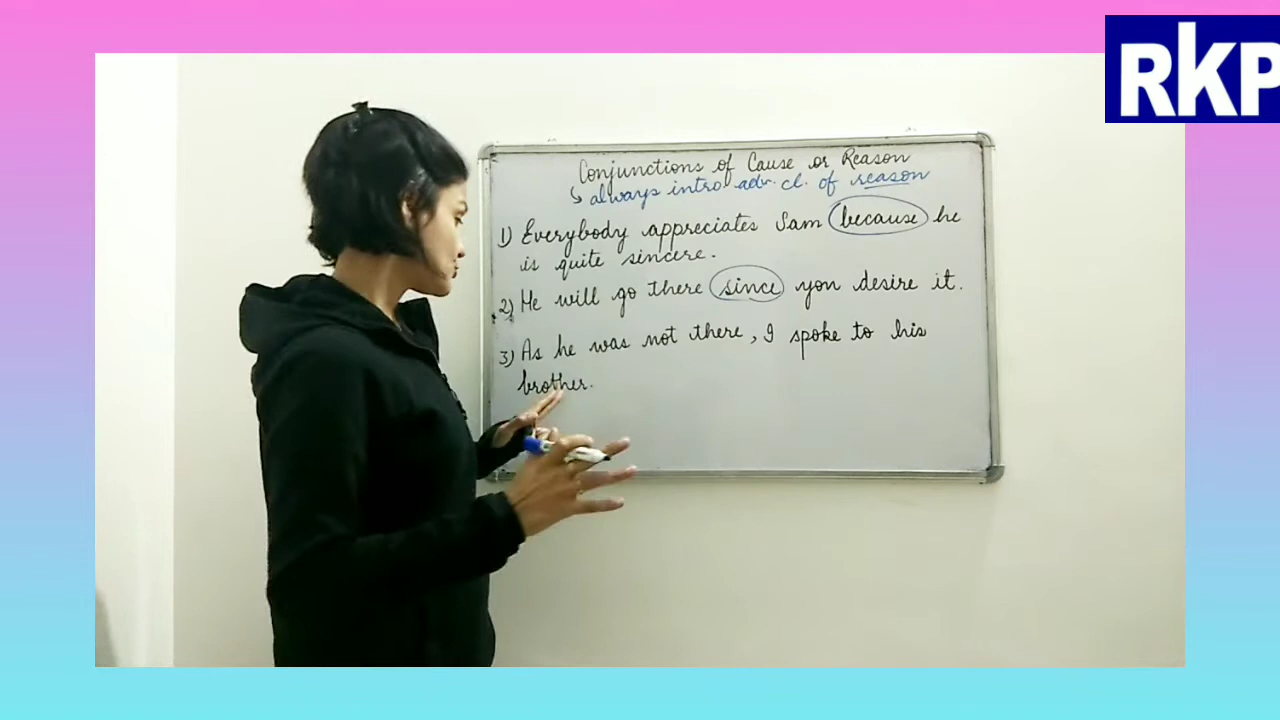 RKP
Conjunctions of Cause or Reason
↳ always intro. adv. cl. of reason
1) Everybody appreciates Sam because he
is quite sincere.
2) He will go there since you desire it.
3) As he was not there, I spoke to his
brother.